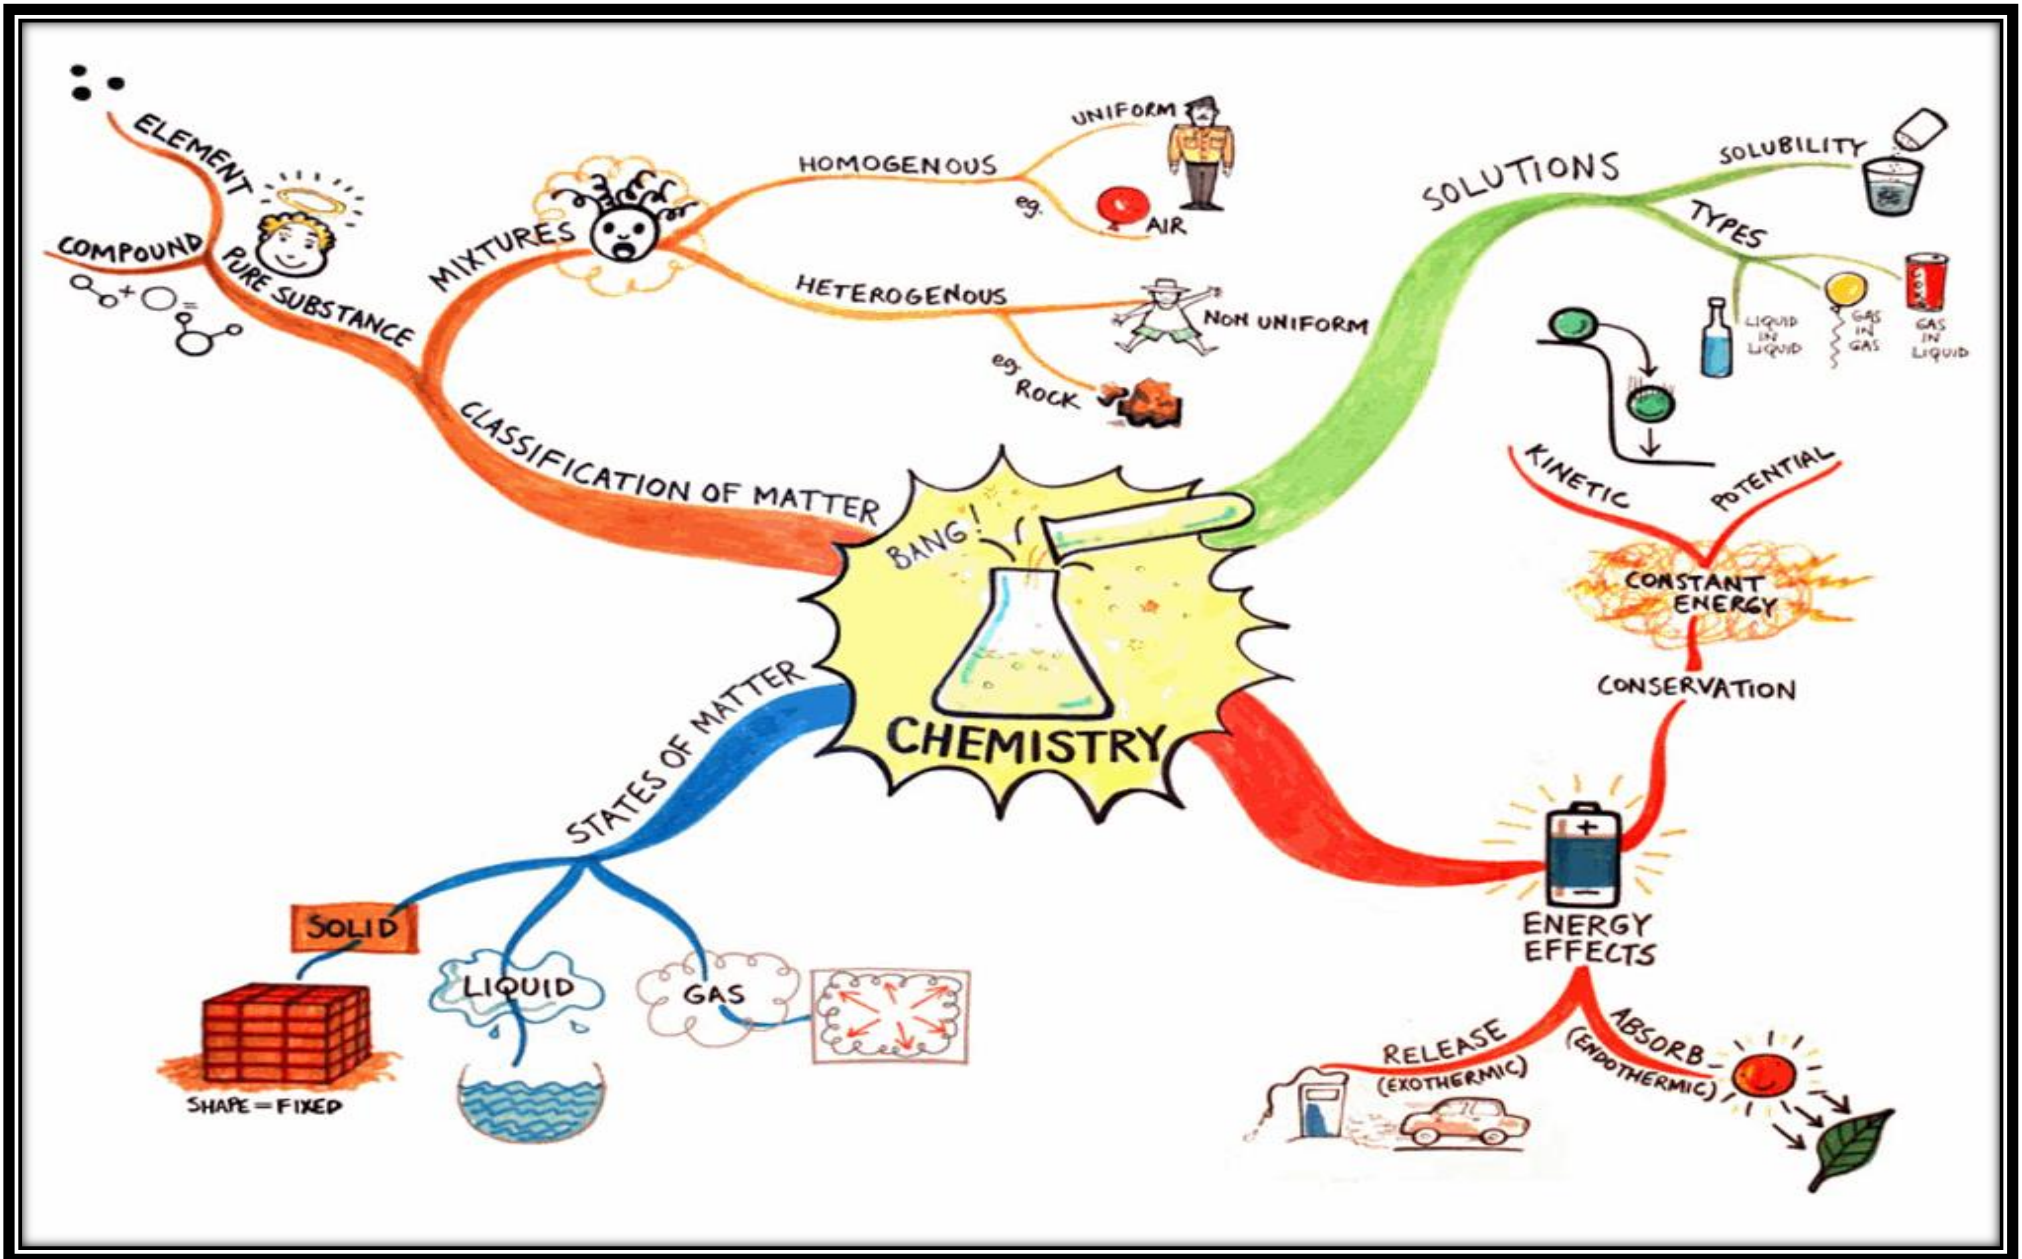 ELEMENT
COMPOUND
PURE SUBSTANCE
+
=
MIXTURES
HOMOGENOUS
UNIFORM
eg.
AIR
HETEROGENOUS
NON UNIFORM
eg.
ROCK
CLASSIFICATION OF MATTER
SOLUTIONS
SOLUBILITY
TYPES
LIQUID
IN
LIQUID
GAS
IN
GAS
GAS
IN
LIQUID
KINETIC
POTENTIAL
CONSTANT
ENERGY
CONSERVATION
BANG!
CHEMISTRY
STATES OF MATTER
SOLID
SHAPE = FIXED
LIQUID
GAS
+
−
ENERGY
EFFECTS
RELEASE
(EXOTHERMIC)
ABSORB
(ENDOTHERMIC)